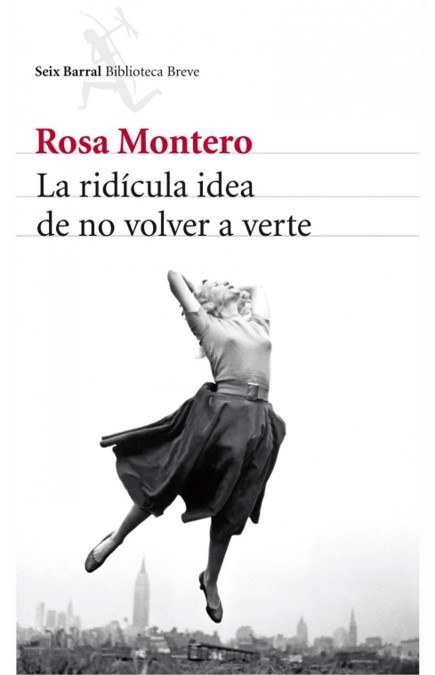 Seix Barral Biblioteca Breve
Rosa Montero
La ridícula idea
de no volver a verte